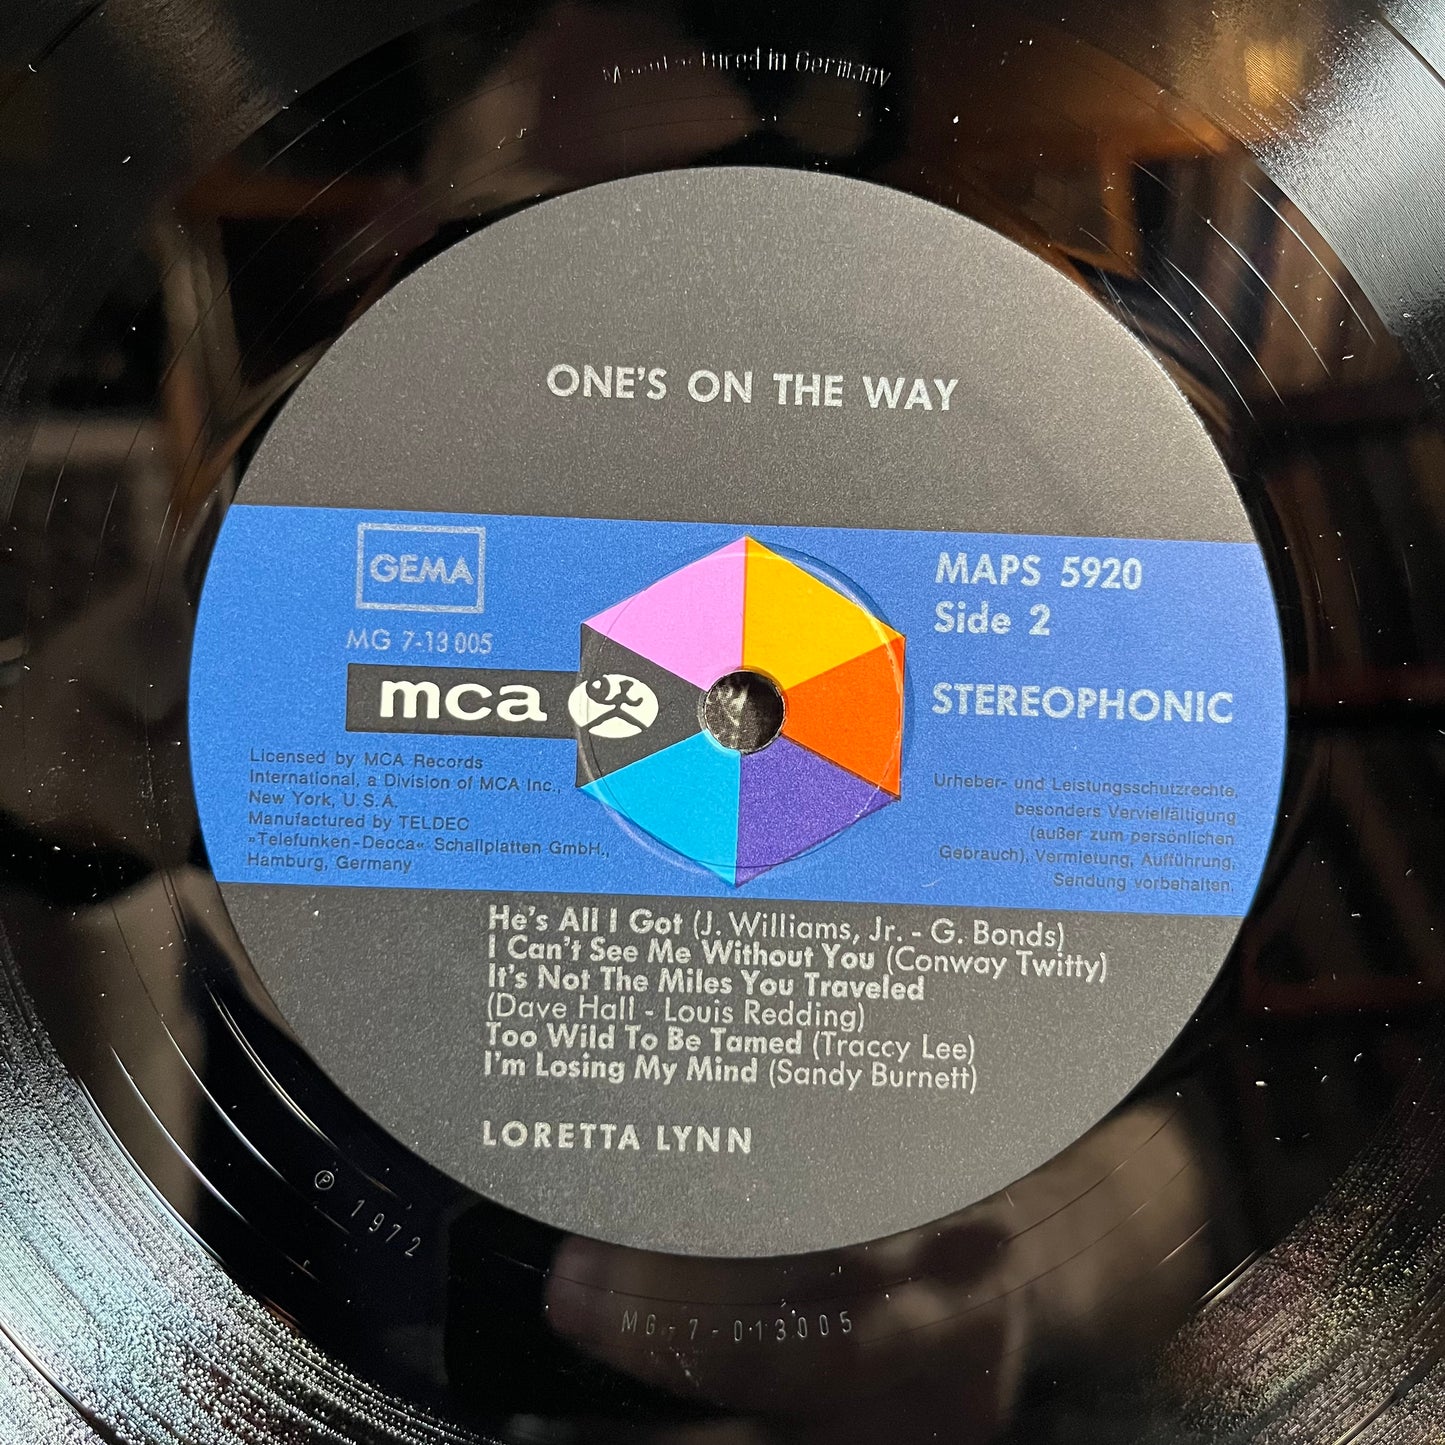 Manufactured in Germany
ONE'S ON THE WAY
GEMA
MG 7-13 005
mca
MAPS 5920
Side 2
STEREOPHONIC
Licensed by MCA Records
International, a Division of MCA Inc.,
New York, U.S.A.
Manufactured by TELDEC
»Telefunken-Decca« Schallplatten GmbH.,
Hamburg, Germany
Urheber- und Leistungsschutzrechte,
besonders Vervielfältigung
(außer zum persönlichen
Gebrauch), Vermietung, Aufführung,
Sendung vorbehalten.
He's All I Got (J. Williams, Jr. - G. Bonds)
I Can't See Me Without You (Conway Twitty)
It's Not The Miles You Traveled
(Dave Hall - Louis Redding)
Too Wild To Be Tamed (Traccy Lee)
I'm Losing My Mind (Sandy Burnett)
LORETTA LYNN
℗ 1972
MG-7-013005